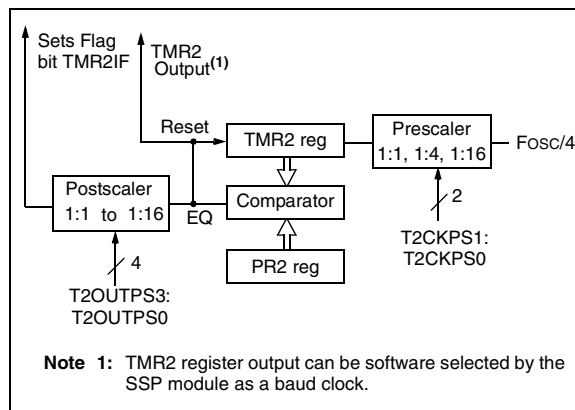 Sets Flag
bit TMR2IF
TMR2
Output(1)
Reset
TMR2 reg
Prescaler
1:1, 1:4, 1:16
FOSC/4
Postscaler
1:1 to 1:16
EQ
Comparator
2
T2CKPS1:
T2CKPS0
4
PR2 reg
T2OUTPS3:
T2OUTPS0
Note 1: TMR2 register output can be software selected by the
SSP module as a baud clock.